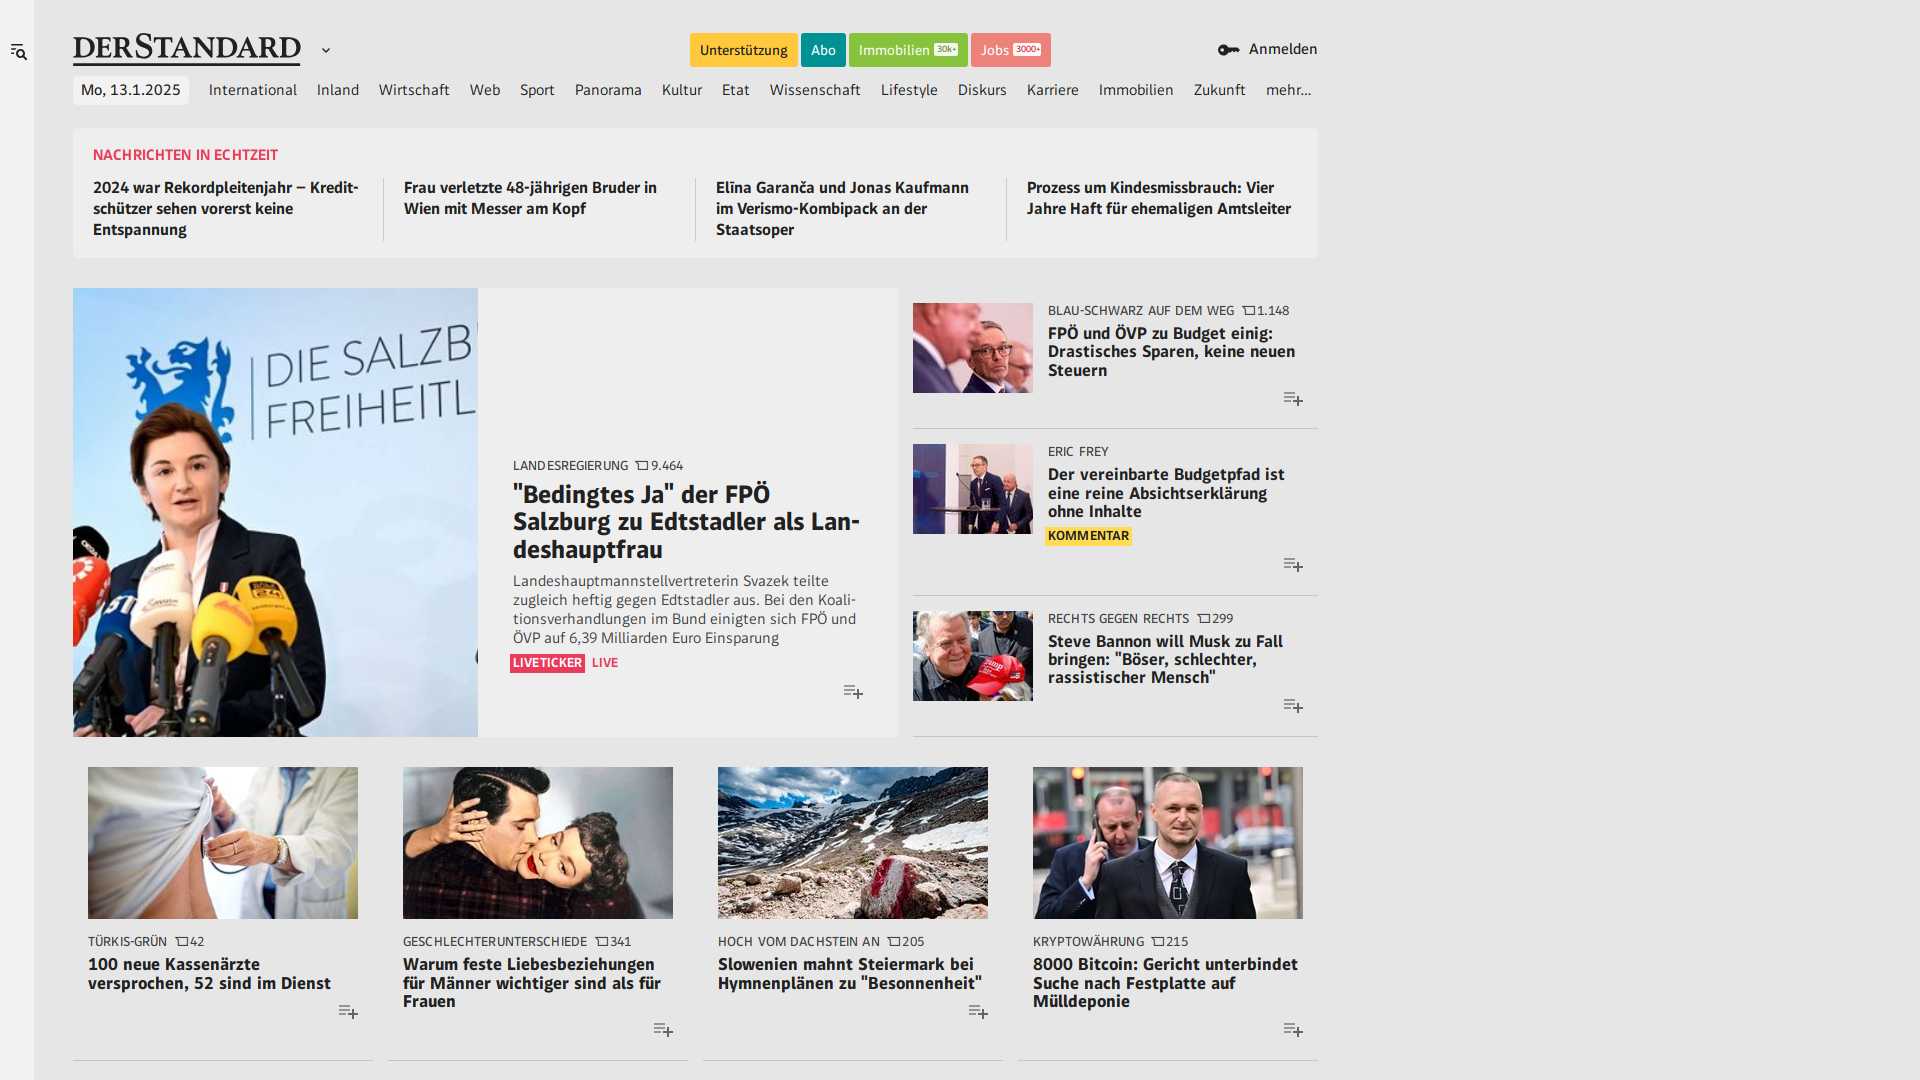 DERSTANDARD
Unterstützung
Abo
Immobilien 30k+
Jobs 3000+
Anmelden
Mo, 13.1.2025
International
Inland
Wirtschaft
Web
Sport
Panorama
Kultur
Etat
Wissenschaft
Lifestyle
Diskurs
Karriere
Immobilien
Zukunft
mehr…
NACHRICHTEN IN ECHTZEIT
2024 war Rekordpleitenjahr – Kredit-
schützer sehen vorerst keine
Entspannung
Frau verletzte 48-jährigen Bruder in
Wien mit Messer am Kopf
Elīna Garanča und Jonas Kaufmann
im Verismo-Kombipack an der
Staatsoper
Prozess um Kindesmissbrauch: Vier
Jahre Haft für ehemaligen Amtsleiter
DIE SALZB
FREIHEITL
LANDESREGIERUNG 9.464
"Bedingtes Ja" der FPÖ
Salzburg zu Edtstadler als Lan-
deshauptfrau
Landeshauptmannstellvertreterin Svazek teilte
zugleich heftig gegen Edtstadler aus. Bei den Koali-
tionsverhandlungen im Bund einigten sich FPÖ und
ÖVP auf 6,39 Milliarden Euro Einsparung
LIVETICKER LIVE
BLAU-SCHWARZ AUF DEM WEG 1.148
FPÖ und ÖVP zu Budget einig:
Drastisches Sparen, keine neuen
Steuern
ERIC FREY
Der vereinbarte Budgetpfad ist
eine reine Absichtserklärung
ohne Inhalte
KOMMENTAR
RECHTS GEGEN RECHTS 299
Steve Bannon will Musk zu Fall
bringen: "Böser, schlechter,
rassistischer Mensch"
TÜRKIS-GRÜN 42
100 neue Kassenärzte
versprochen, 52 sind im Dienst
GESCHLECHTERUNTERSCHIEDE 341
Warum feste Liebesbeziehungen
für Männer wichtiger sind als für
Frauen
HOCH VOM DACHSTEIN AN 205
Slowenien mahnt Steiermark bei
Hymnenplänen zu "Besonnenheit"
KRYPTOWÄHRUNG 215
8000 Bitcoin: Gericht unterbindet
Suche nach Festplatte auf
Mülldeponie